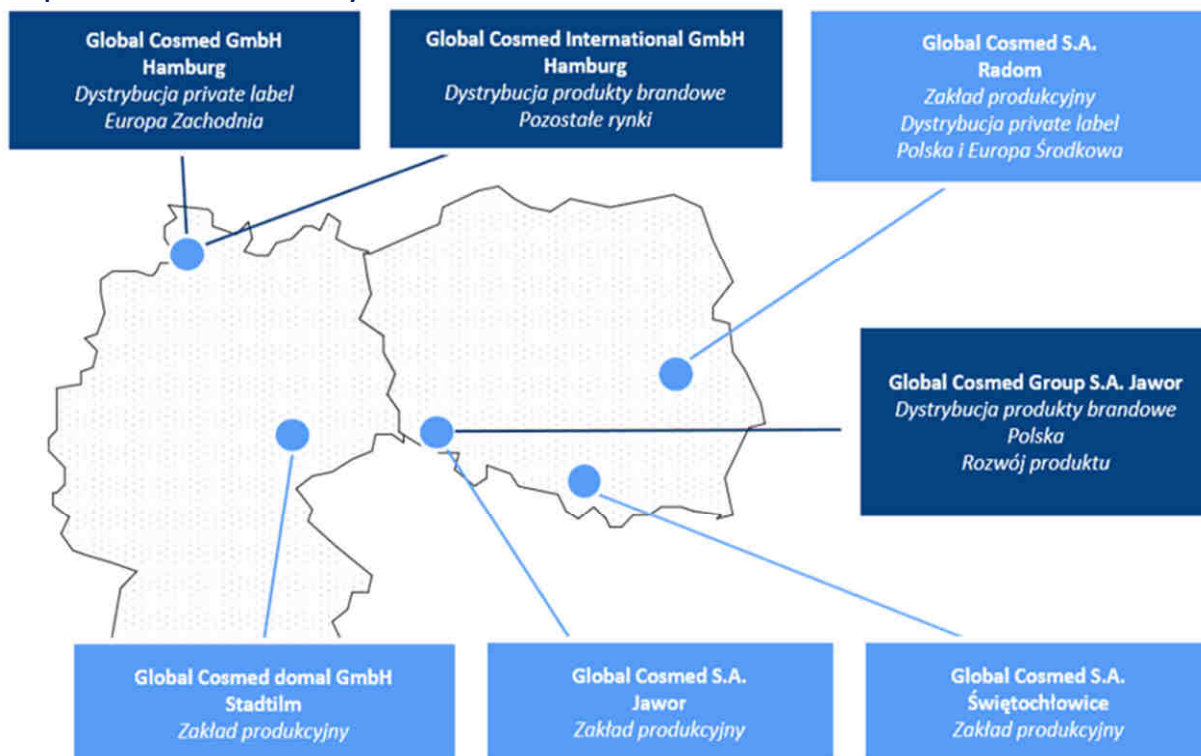 Global Cosmed GmbH
Hamburg
Dystrybucja private label
Europa Zachodnia
Global Cosmed International GmbH
Hamburg
Dystrybucja produkty brandowe
Pozostałe rynki
Global Cosmed S.A.
Radom
Zakład produkcyjny
Dystrybucja private label
Polska i Europa Środkowa
Global Cosmed Group S.A. Jawor
Dystrybucja produkty brandowe
Polska
Rozwój produktu
Global Cosmed domal GmbH
Stadtilm
Zakład produkcyjny
Global Cosmed S.A.
Jawor
Zakład produkcyjny
Global Cosmed S.A.
Świętochłowice
Zakład produkcyjny